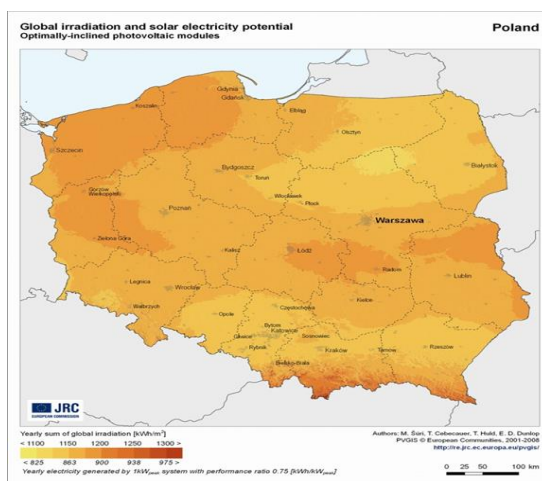 Global irradiation and solar electricity potential
Optimally-inclined photovoltaic modules
Poland
Gdynia
Gdańsk
Koszalin
Elbląg
Olsztyn
Szczecin
Białystok
Bydgoszcz
Toruń
Gorzów
Wielkopolski
Włocławek
Płock
Poznań
Warszawa
Zielona Góra
Kalisz
Łódź
Radom
Legnica
Wrocław
Lublin
Wałbrzych
Kielce
Opole
Częstochowa
Bytom
Katowice
Gliwice
Sosnowiec
Rybnik
Kraków
Tarnów
Rzeszów
Bielsko-Biała
JRC
EUROPEAN COMMISSION
Yearly sum of global irradiation [kWh/m²]
< 1100 1150 1200 1250 1300 >
< 825 863 900 938 975 >
Yearly electricity generated by 1kWpeak system with performance ratio 0.75 [kWh/kWpeak]
Authors: M. Šúri, T. Cebecauer, T. Huld, E. D. Dunlop
PVGIS © European Communities, 2001-2008
http://re.jrc.ec.europa.eu/pvgis/
0 25 50 100 km